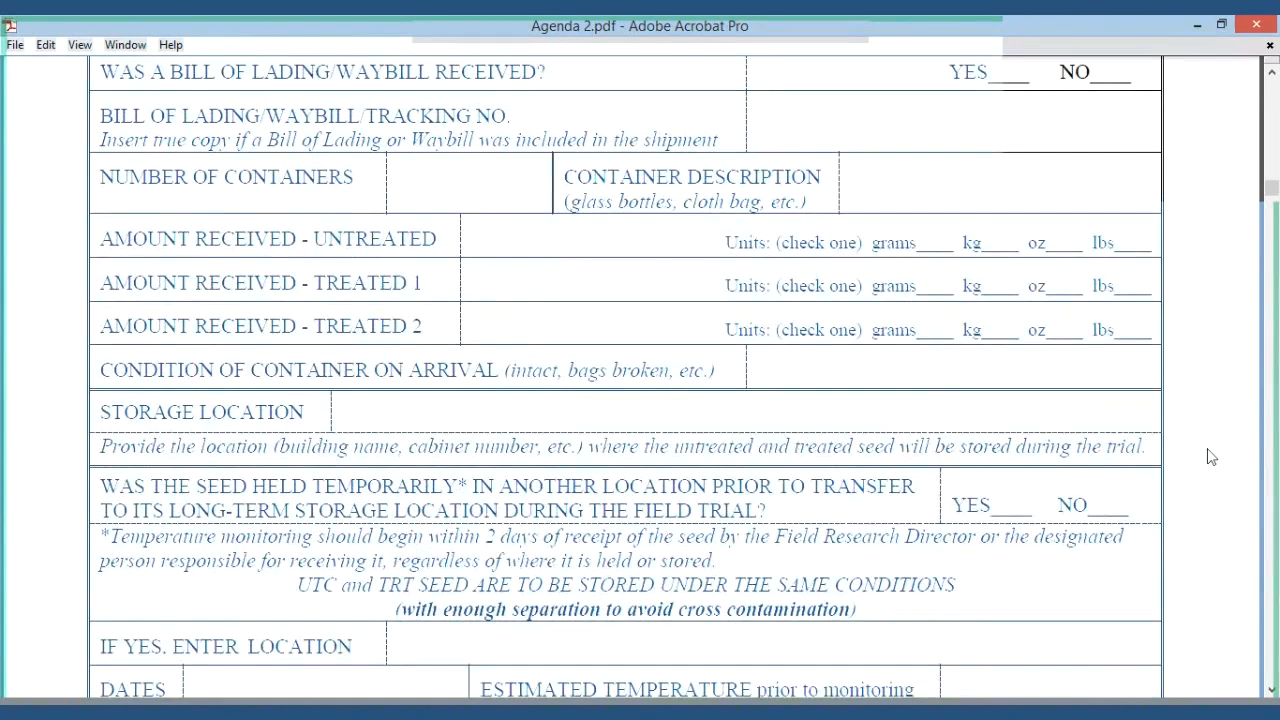 Agenda 2.pdf - Adobe Acrobat Pro
File Edit View Window Help
WAS A BILL OF LADING/WAYBILL RECEIVED? YES____ NO____
BILL OF LADING/WAYBILL/TRACKING NO.
Insert true copy if a Bill of Lading or Waybill was included in the shipment
NUMBER OF CONTAINERS CONTAINER DESCRIPTION
(glass bottles, cloth bag, etc.)
AMOUNT RECEIVED - UNTREATED Units: (check one) grams____ kg____ oz____ lbs____
AMOUNT RECEIVED - TREATED 1 Units: (check one) grams____ kg____ oz____ lbs____
AMOUNT RECEIVED - TREATED 2 Units: (check one) grams____ kg____ oz____ lbs____
CONDITION OF CONTAINER ON ARRIVAL (intact, bags broken, etc.)
STORAGE LOCATION
Provide the location (building name, cabinet number, etc.) where the untreated and treated seed will be stored during the trial.
WAS THE SEED HELD TEMPORARILY* IN ANOTHER LOCATION PRIOR TO TRANSFER
TO ITS LONG-TERM STORAGE LOCATION DURING THE FIELD TRIAL? YES____ NO____
*Temperature monitoring should begin within 2 days of receipt of the seed by the Field Research Director or the designated
person responsible for receiving it, regardless of where it is held or stored.
UTC and TRT SEED ARE TO BE STORED UNDER THE SAME CONDITIONS
(with enough separation to avoid cross contamination)
IF YES, ENTER LOCATION
DATES ESTIMATED TEMPERATURE prior to monitoring